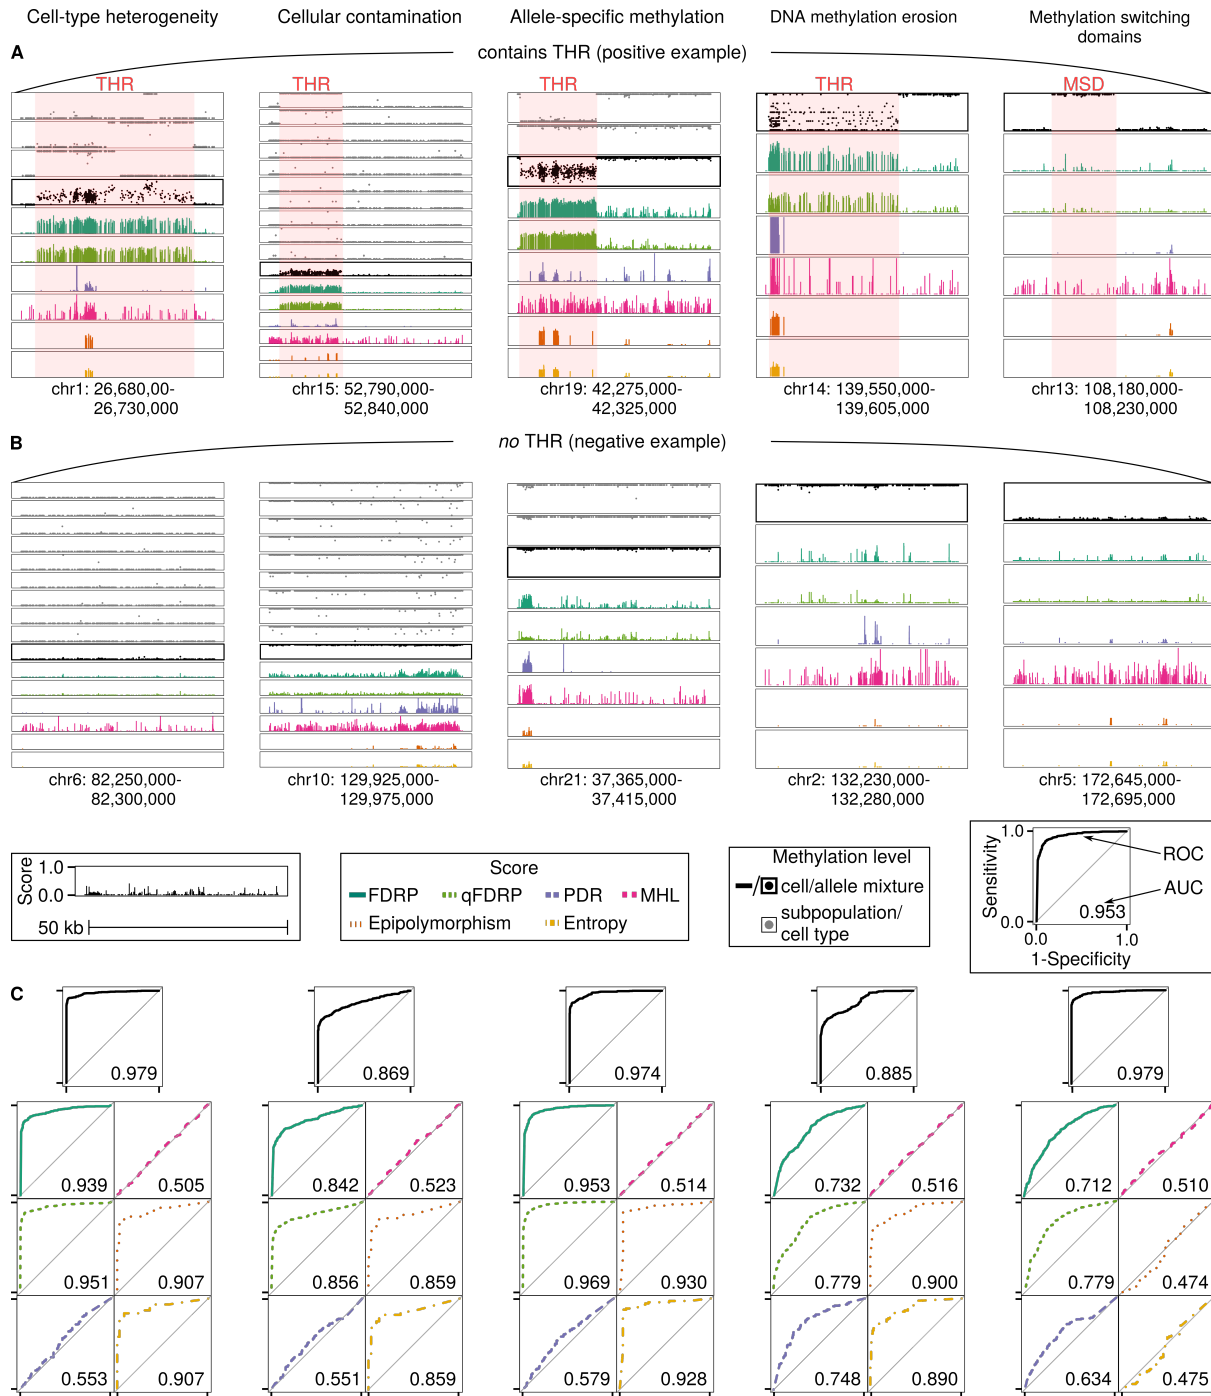 Cell-type heterogeneity
Cellular contamination
Allele-specific methylation
DNA methylation erosion
Methylation switching
domains
A
contains THR (positive example)
THR
THR
THR
THR
MSD
chr1: 26,680,00-
26,730,000
chr15: 52,790,000-
52,840,000
chr19: 42,275,000-
42,325,000
chr14: 139,550,000-
139,605,000
chr13: 108,180,000-
108,230,000
B
no THR (negative example)
chr6: 82,250,000-
82,300,000
chr10: 129,925,000-
129,975,000
chr21: 37,365,000-
37,415,000
chr2: 132,230,000-
132,280,000
chr5: 172,645,000-
172,695,000
Score
1.0
0.0
50 kb
Score
FDRP
qFDRP
PDR
MHL
Epipolymorphism
Entropy
Methylation level
cell/allele mixture
subpopulation/
cell type
Sensitivity
1.0
0.0
ROC
AUC
0.953
0.0
1.0
1-Specificity
C
0.979
0.869
0.974
0.885
0.979
0.939
0.505
0.842
0.523
0.953
0.514
0.732
0.516
0.712
0.510
0.951
0.907
0.856
0.859
0.969
0.930
0.779
0.900
0.779
0.474
0.553
0.907
0.551
0.859
0.579
0.928
0.748
0.890
0.634
0.475